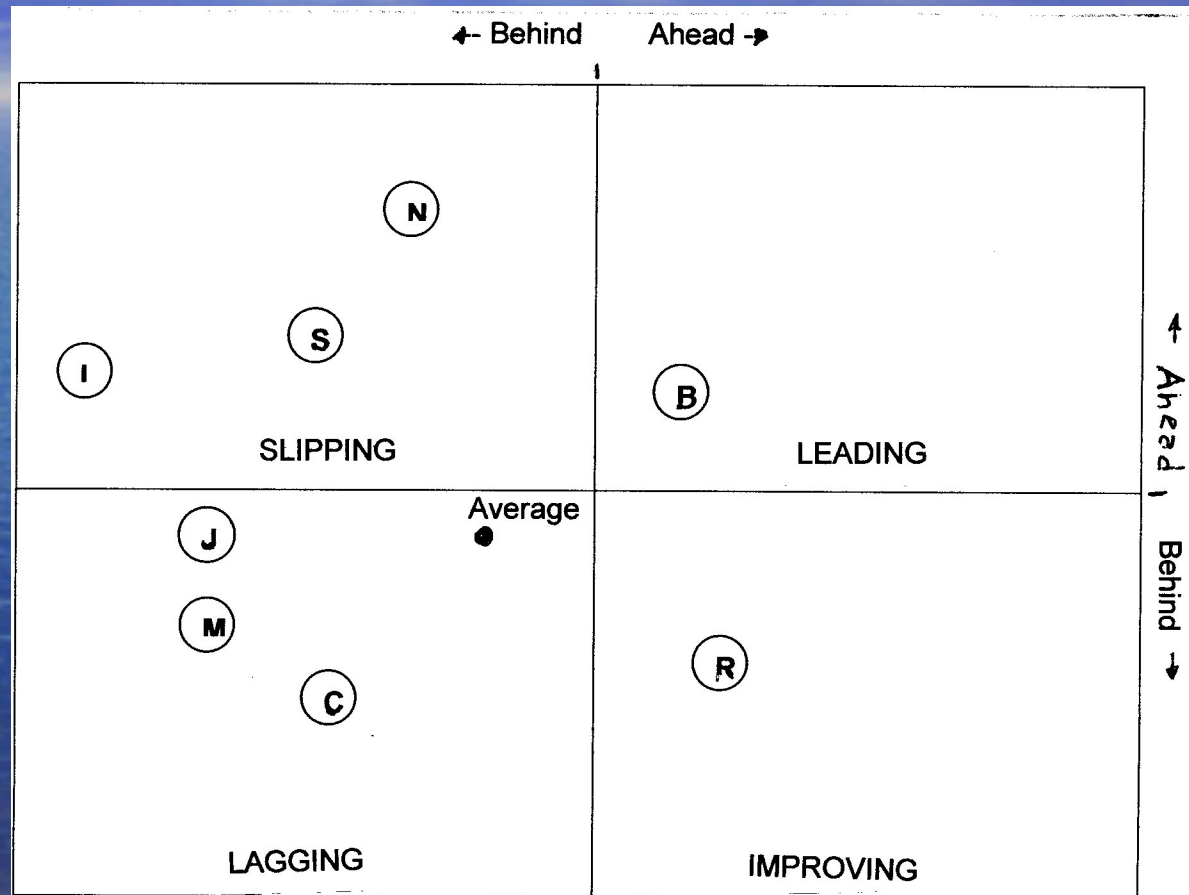 ← Behind Ahead →
N
S
I
B
SLIPPING
LEADING
← Ahead
Average
J
Behind →
M
R
C
LAGGING
IMPROVING